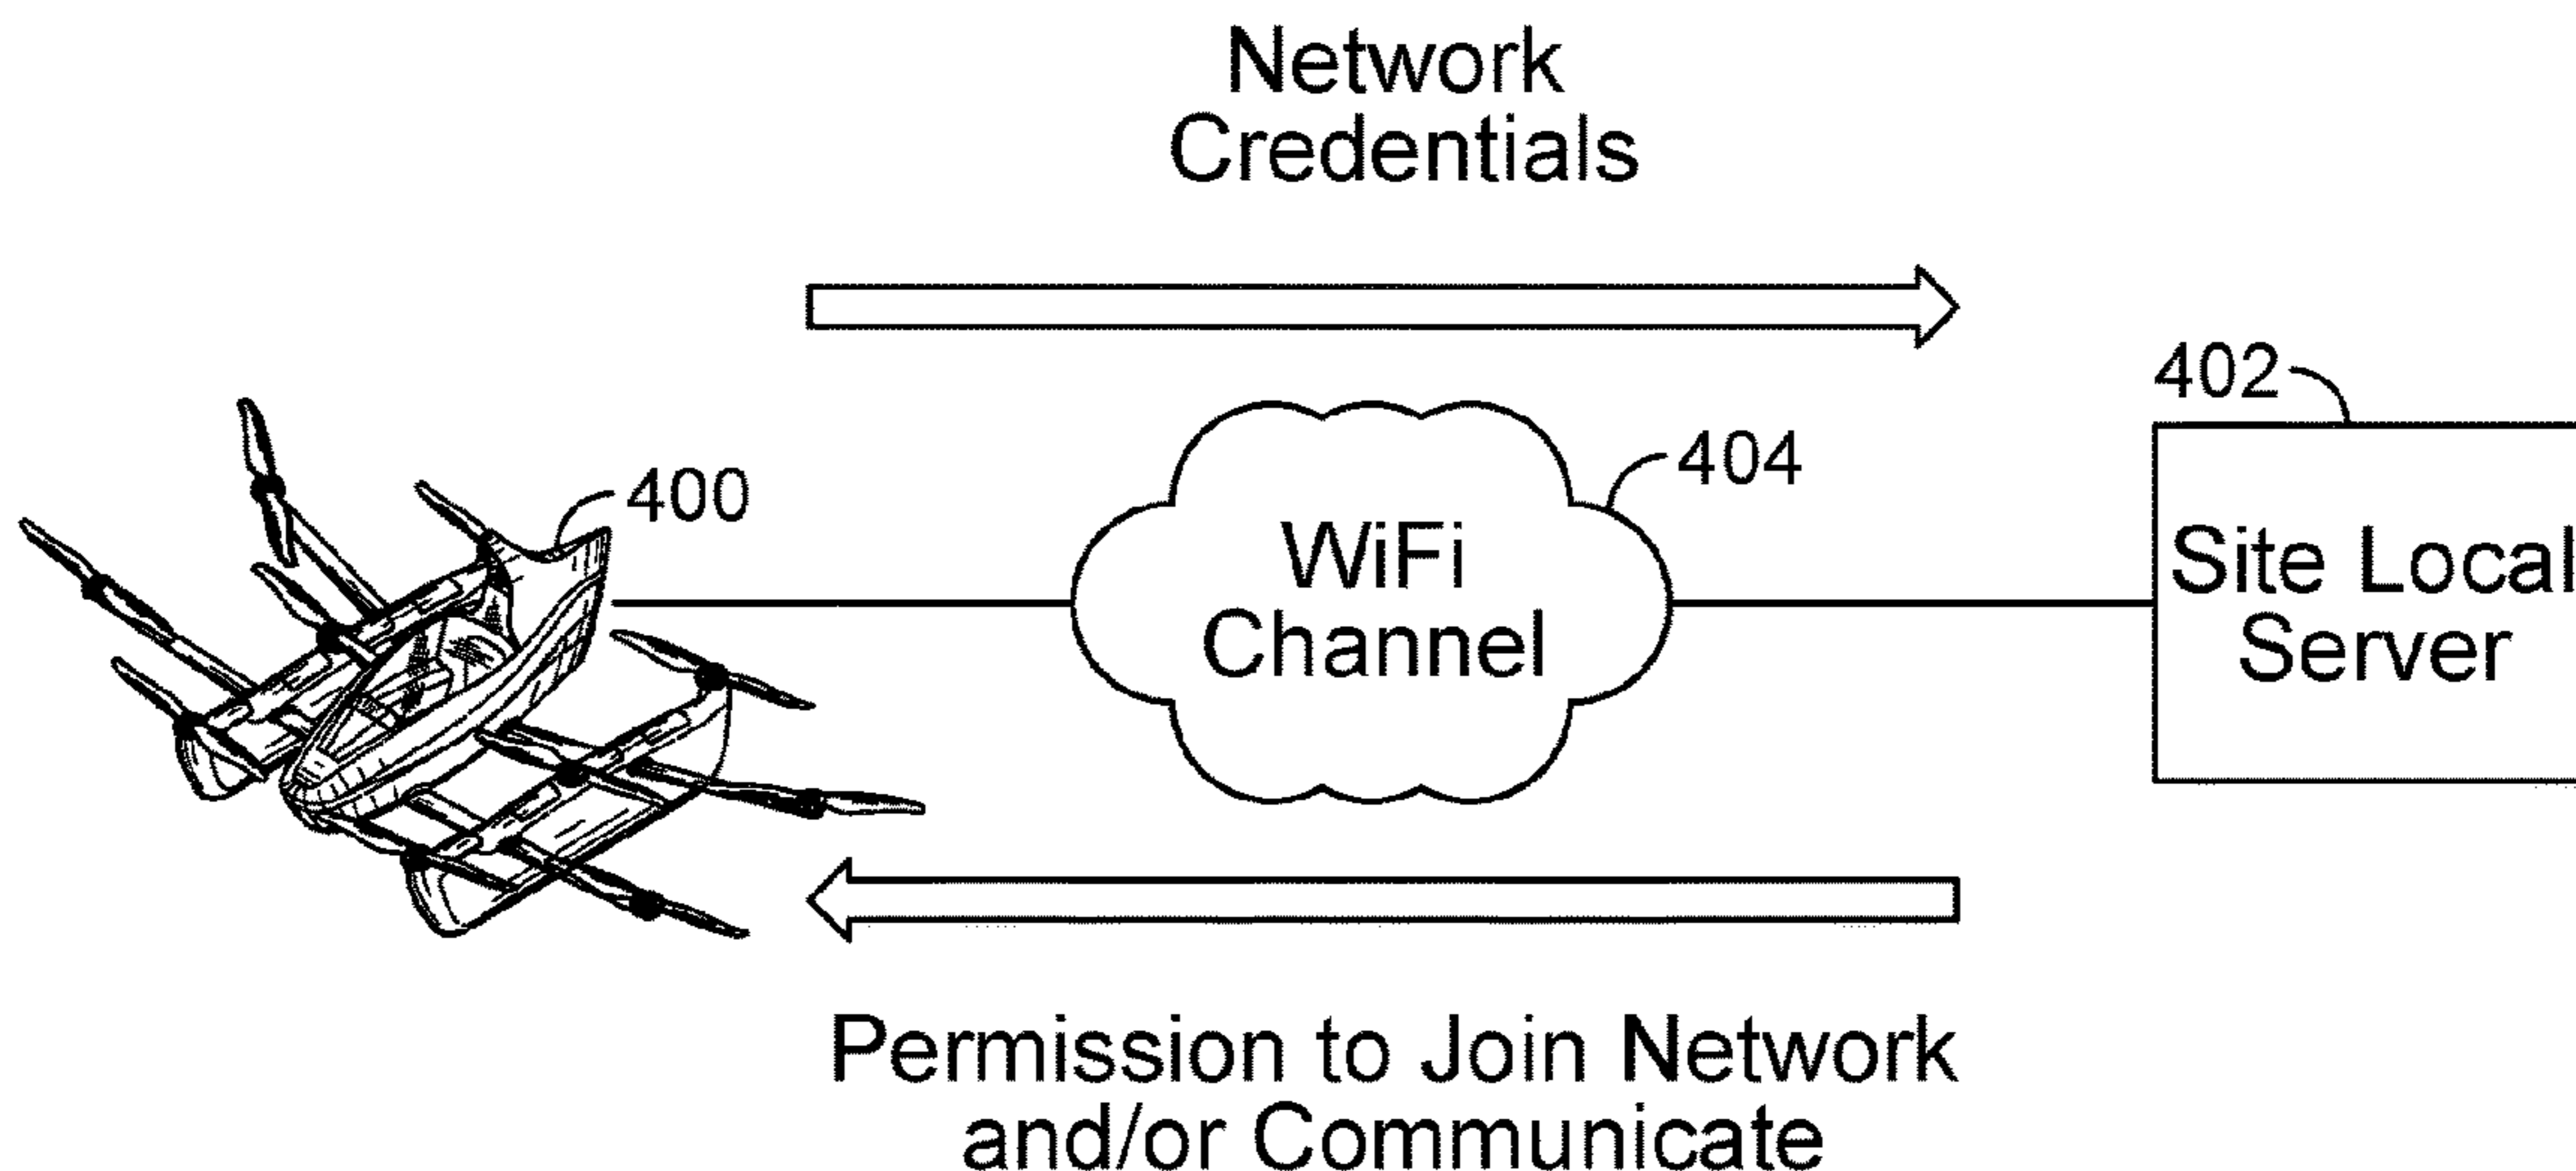 Network
Credentials
402
404
400
WiFi
Channel
Site Local
Server
Permission to Join Network
and/or Communicate